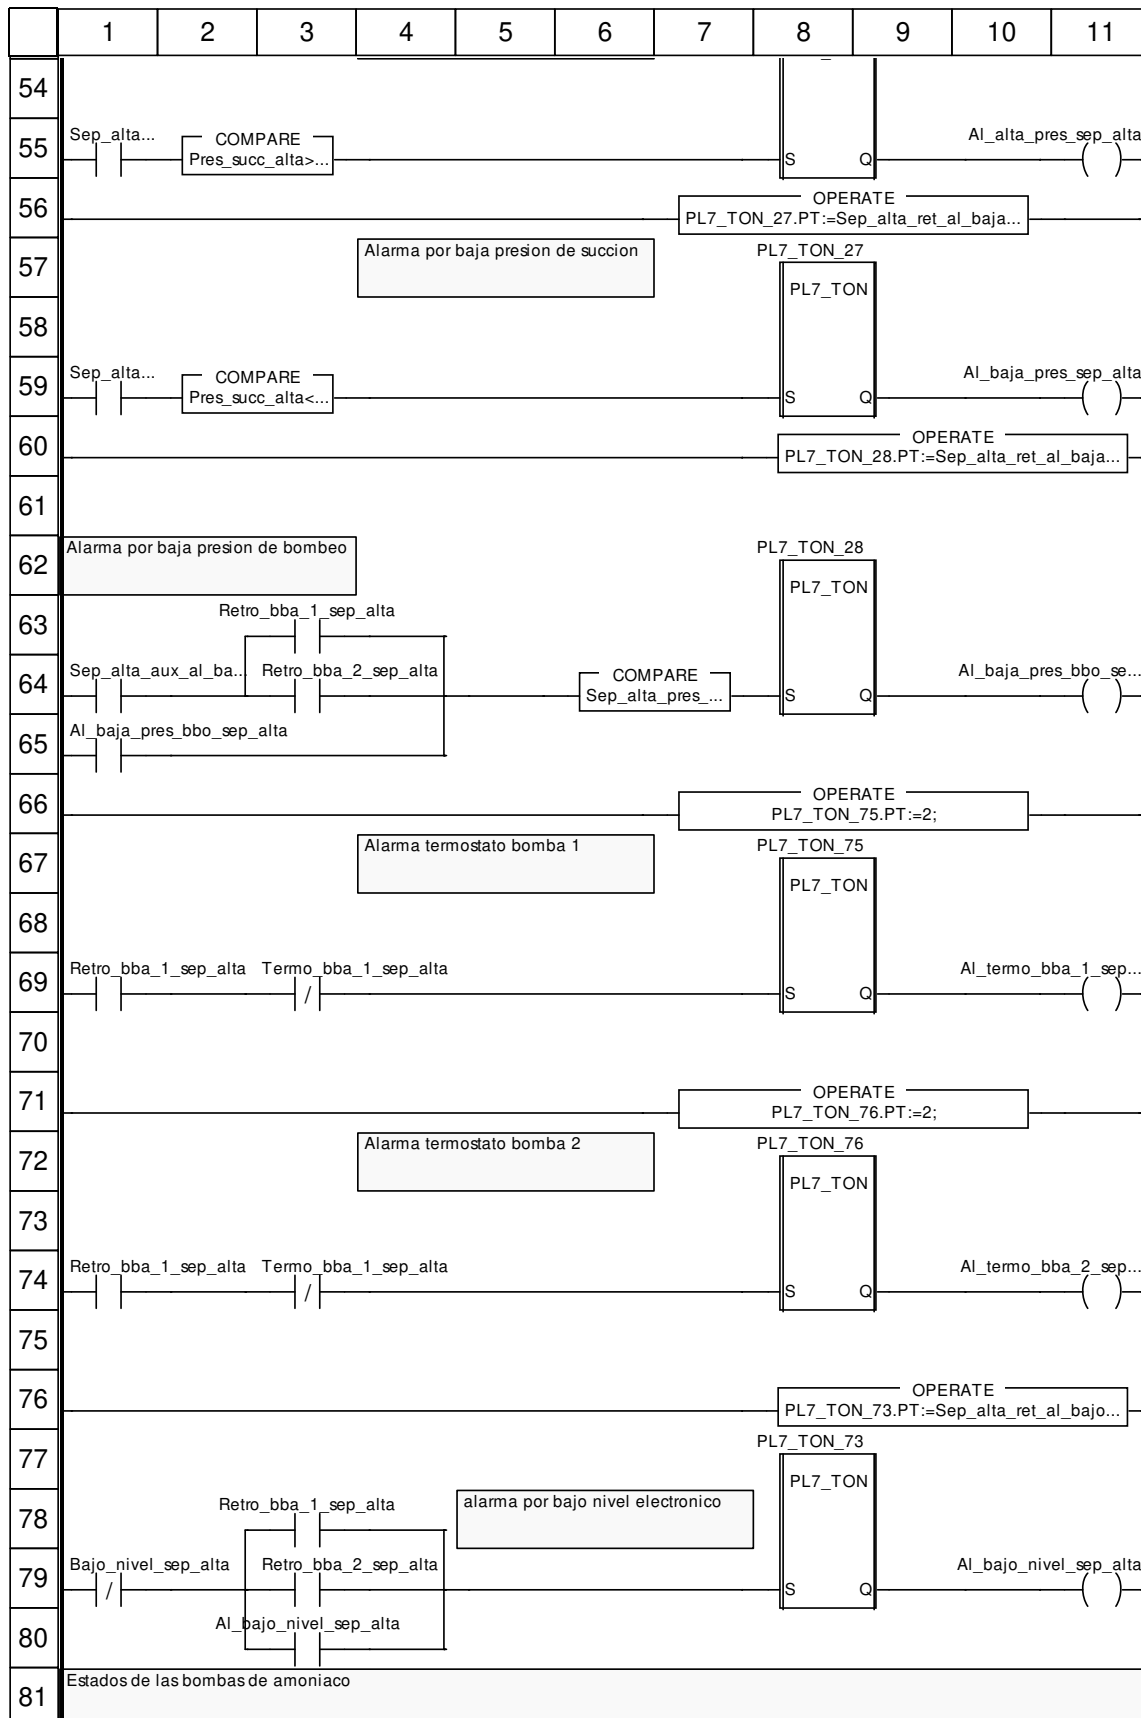 1 2 3 4 5 6 7 8 9 10 11
54
Sep_alta... Al_alta_pres_sep_alta
55 COMPARE
Pres_succ_alta>... S Q
56 OPERATE
PL7_TON_27.PT:=Sep_alta_ret_al_baja...
57 Alarma por baja presion de succion PL7_TON_27
PL7_TON
58
Sep_alta... Al_baja_pres_sep_alta
59 COMPARE
Pres_succ_alta<... S Q
60 OPERATE
PL7_TON_28.PT:=Sep_alta_ret_al_baja...
61
62 Alarma por baja presion de bombeo PL7_TON_28
PL7_TON
63 Retro_bba_1_sep_alta
64 Sep_alta_aux_al_ba... Retro_bba_2_sep_alta COMPARE Al_baja_pres_bbo_se...
Sep_alta_pres_... S Q
65 Al_baja_pres_bbo_sep_alta
66 OPERATE
PL7_TON_75.PT:=2;
67 Alarma termostato bomba 1 PL7_TON_75
PL7_TON
68
69 Retro_bba_1_sep_alta Termo_bba_1_sep_alta Al_termo_bba_1_sep...
/ S Q
70
71 OPERATE
PL7_TON_76.PT:=2;
72 Alarma termostato bomba 2 PL7_TON_76
PL7_TON
73
74 Retro_bba_1_sep_alta Termo_bba_1_sep_alta Al_termo_bba_2_sep...
/ S Q
75
76 OPERATE
PL7_TON_73.PT:=Sep_alta_ret_al_bajo...
77 PL7_TON_73
PL7_TON
78 Retro_bba_1_sep_alta alarma por bajo nivel electronico
79 Bajo_nivel_sep_alta Retro_bba_2_sep_alta Al_bajo_nivel_sep_alta
/ S Q
80 Al_bajo_nivel_sep_alta
81 Estados de las bombas de amoniaco